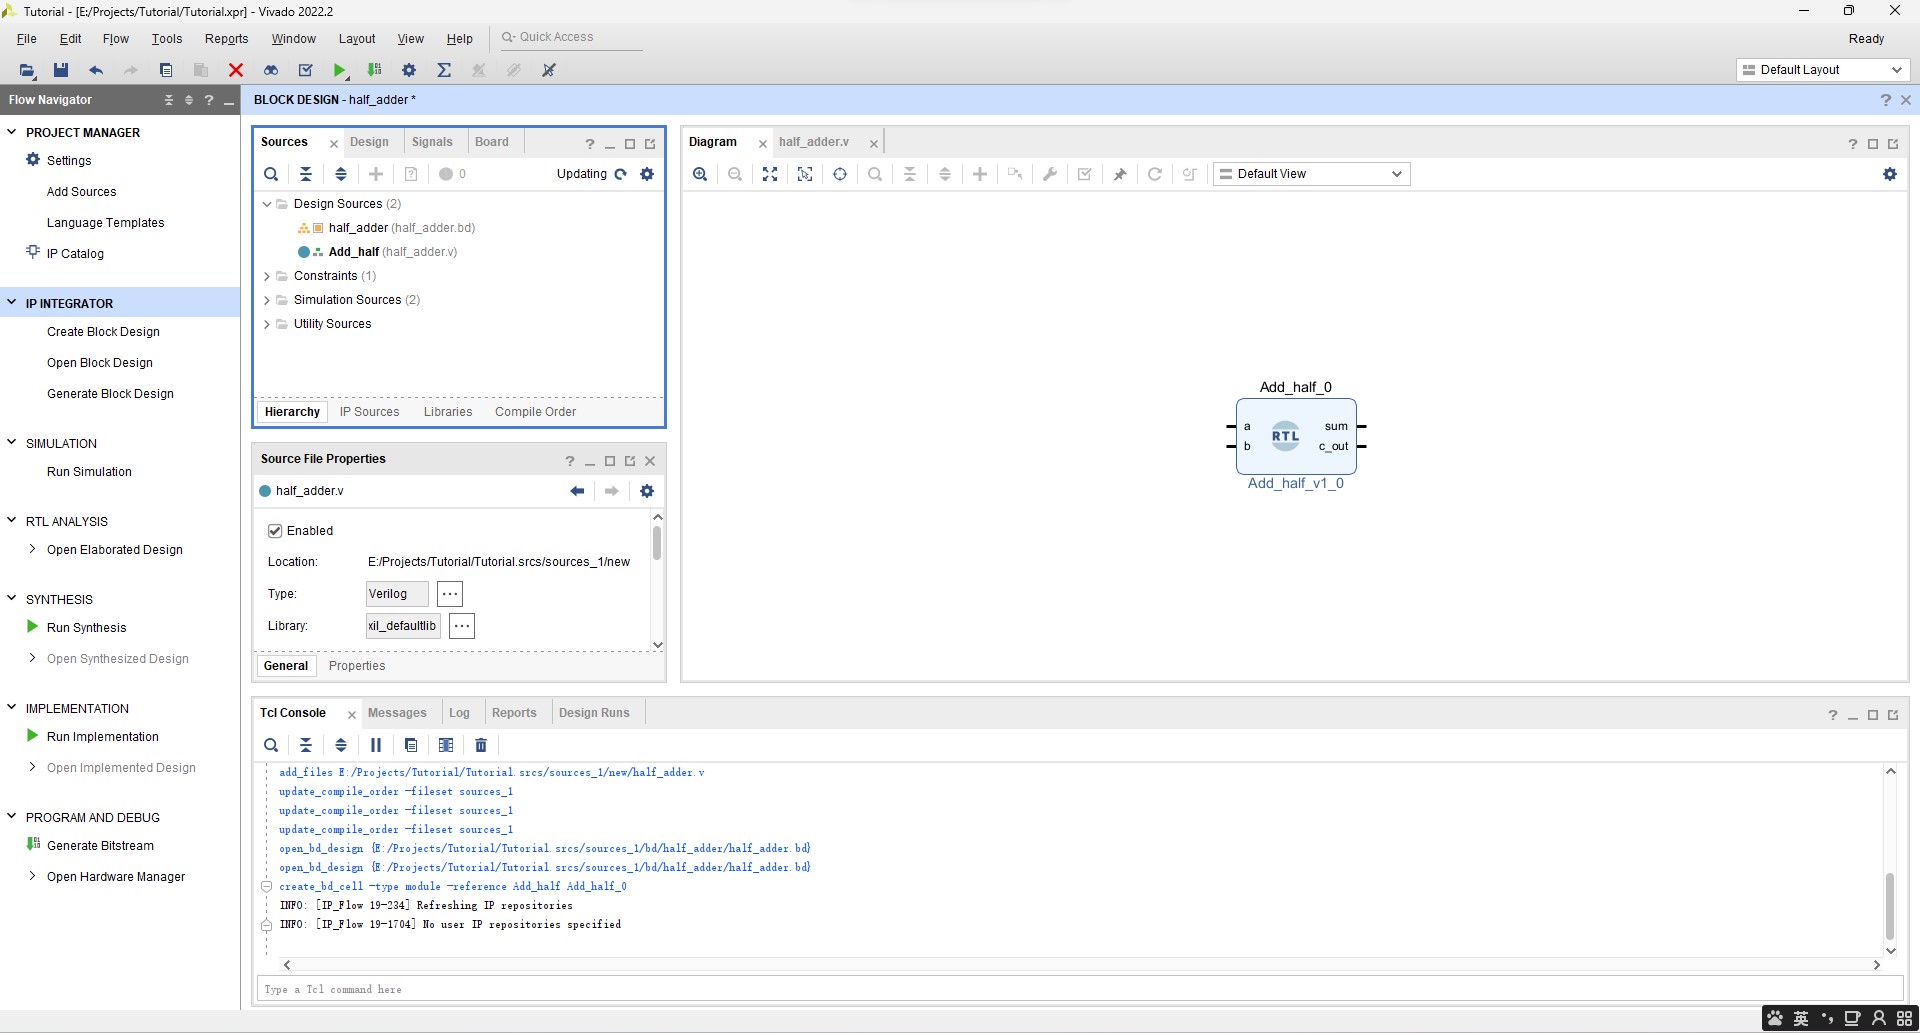 Tutorial - [E:/Projects/Tutorial/Tutorial.xpr] - Vivado 2022.2
File Edit Flow Tools Reports Window Layout View Help Quick Access
Ready
Default Layout
Flow Navigator
BLOCK DESIGN - half_adder *
PROJECT MANAGER
Settings
Add Sources
Language Templates
IP Catalog
IP INTEGRATOR
Create Block Design
Open Block Design
Generate Block Design
SIMULATION
Run Simulation
RTL ANALYSIS
Open Elaborated Design
SYNTHESIS
Run Synthesis
Open Synthesized Design
IMPLEMENTATION
Run Implementation
Open Implemented Design
PROGRAM AND DEBUG
Generate Bitstream
Open Hardware Manager
Sources Design Signals Board
0 Updating
Design Sources (2)
half_adder (half_adder.bd)
Add_half (half_adder.v)
Constraints (1)
Simulation Sources (2)
Utility Sources
Hierarchy IP Sources Libraries Compile Order
Source File Properties
half_adder.v
Enabled
Location: E:/Projects/Tutorial/Tutorial.srcs/sources_1/new
Type: Verilog ...
Library: xil_defaultlib ...
General Properties
Diagram half_adder.v
Default View
Add_half_0
a RTL sum
b c_out
Add_half_v1_0
Tcl Console Messages Log Reports Design Runs
add_files E:/Projects/Tutorial/Tutorial.srcs/sources_1/new/half_adder.v
update_compile_order -fileset sources_1
update_compile_order -fileset sources_1
update_compile_order -fileset sources_1
open_bd_design {E:/Projects/Tutorial/Tutorial.srcs/sources_1/bd/half_adder/half_adder.bd}
open_bd_design {E:/Projects/Tutorial/Tutorial.srcs/sources_1/bd/half_adder/half_adder.bd}
create_bd_cell -type module -reference Add_half Add_half_0
INFO: [IP_Flow 19-234] Refreshing IP repositories
INFO: [IP_Flow 19-1704] No user IP repositories specified
Type a Tcl command here
英